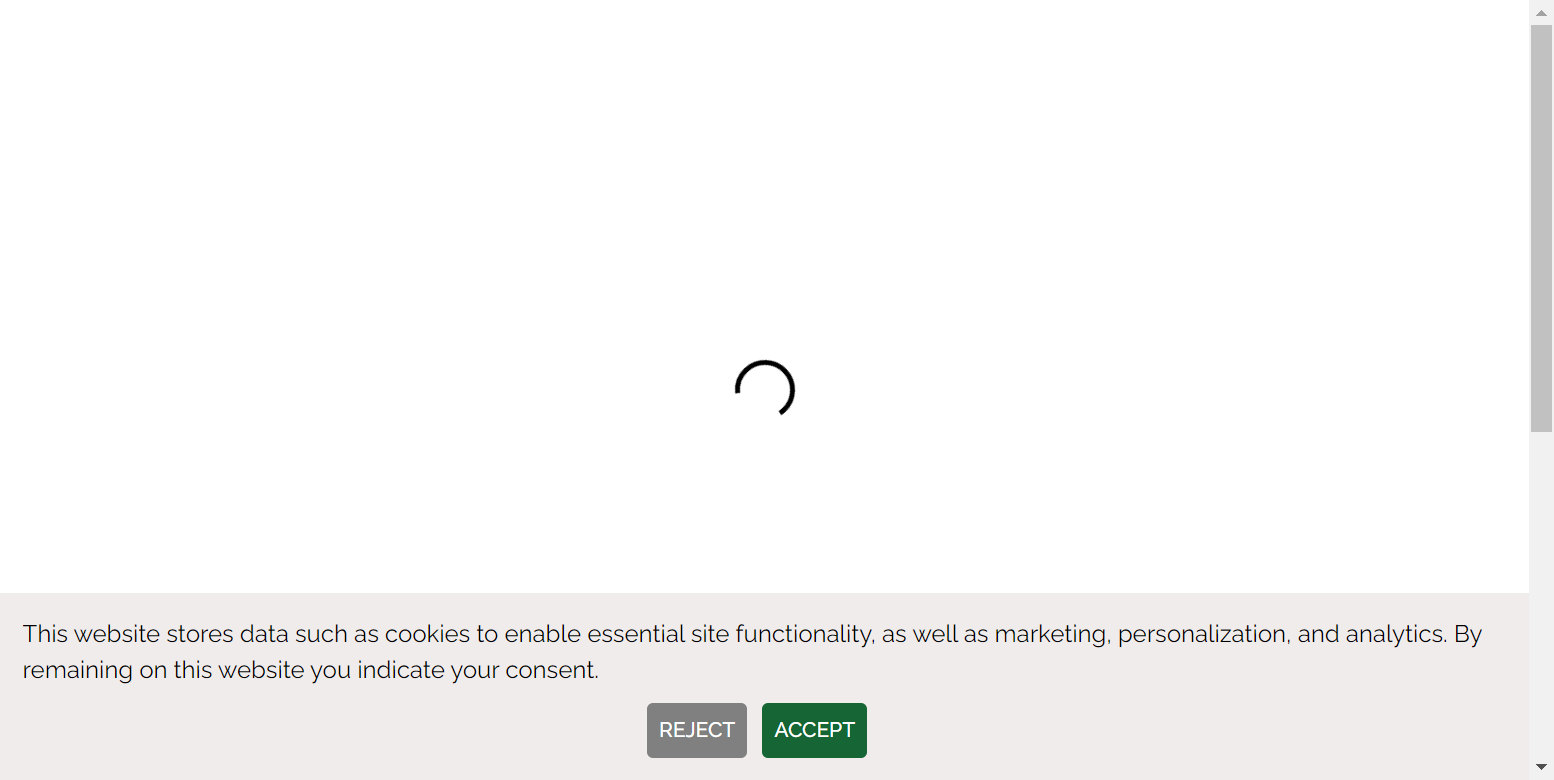 This website stores data such as cookies to enable essential site functionality, as well as marketing, personalization, and analytics. By
remaining on this website you indicate your consent.
REJECT ACCEPT